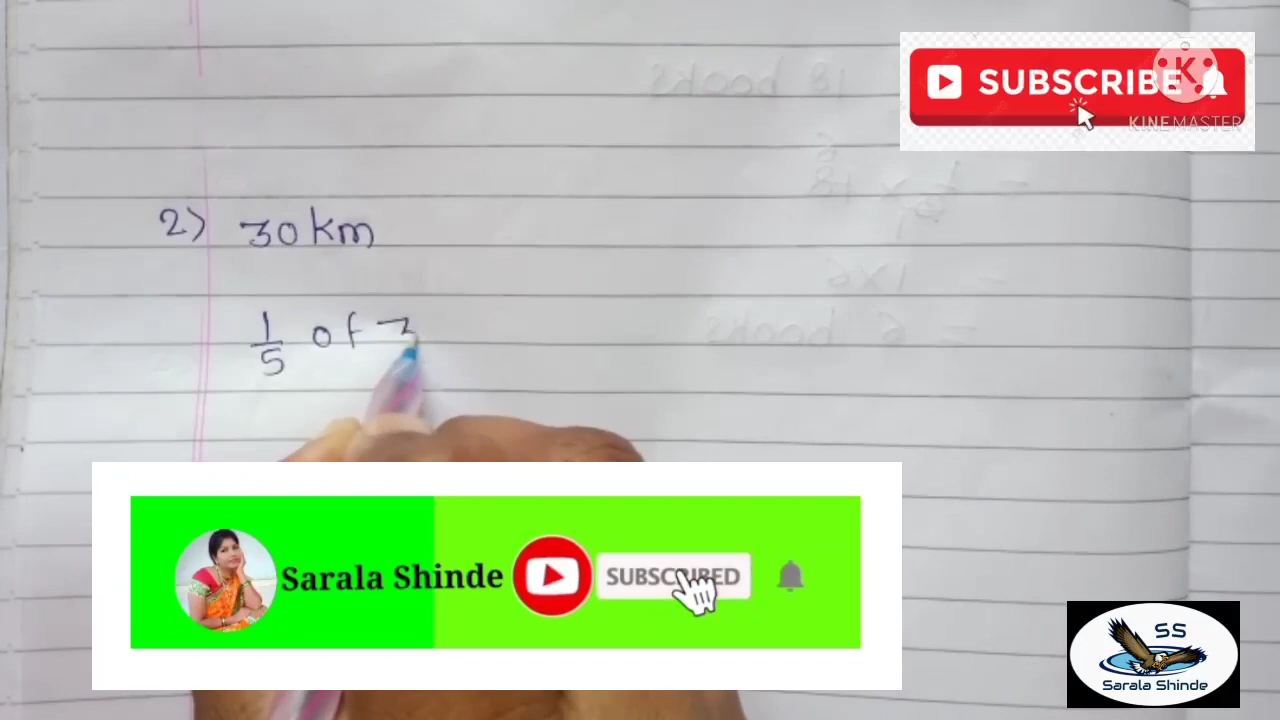 SUBSCRIBE
KINEMASTER
2) 30 km
1/5 of 3
Sarala Shinde SUBSCRIBED
SS
Sarala Shinde